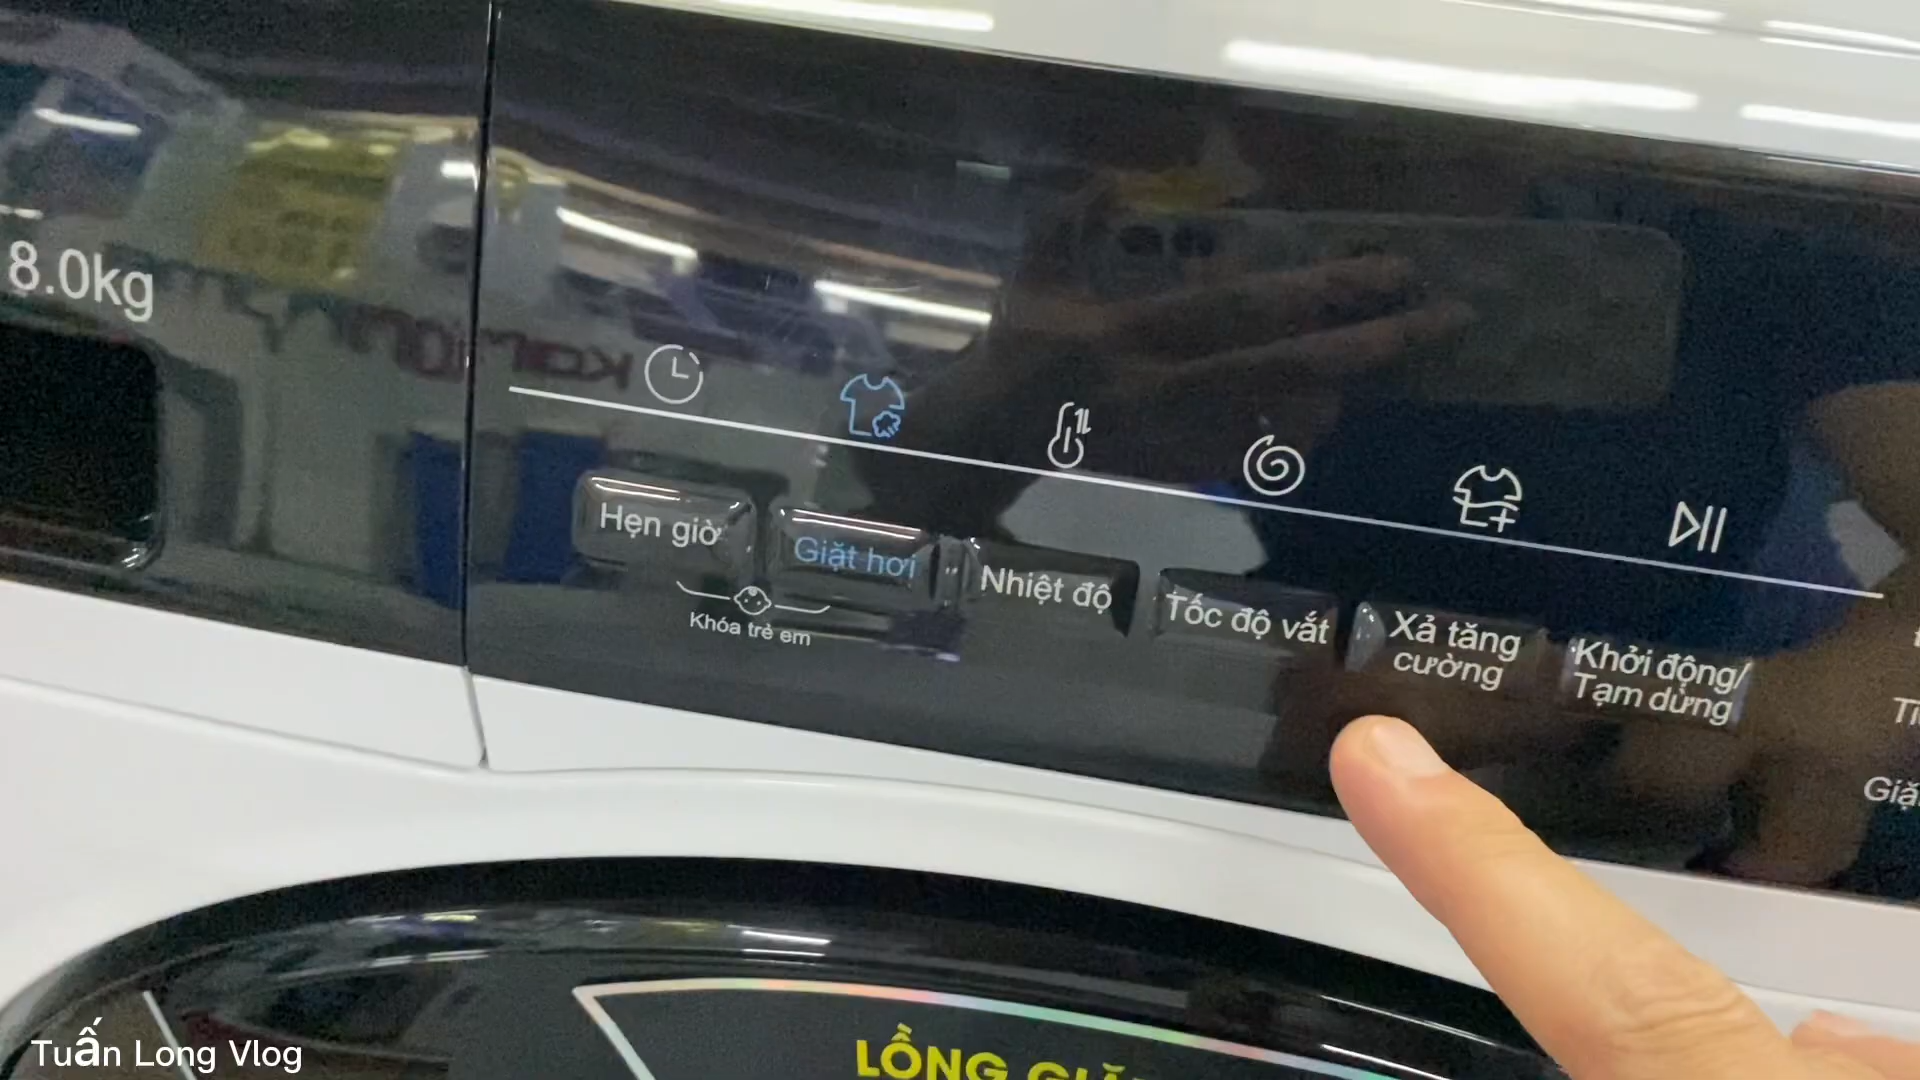 8.0kg
Hẹn giờ
Giặt hơi
Nhiệt độ
Tốc độ vắt
Xả tăng
cường
Khởi động/
Tạm dừng
Khóa trẻ em
LỒNG
Tuấn Long Vlog